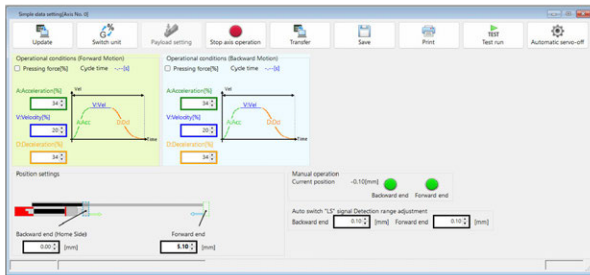 Simple data setting[Axis No.:0]
Update
Switch unit
Payload setting
Stop axis operation
Transfer
Save
Print
TEST
Test run
Automatic servo-off
Operational conditions (Forward Motion)
Pressing force[%] Cycle time -.--[s]
A:Acceleration[%]
34
V:Velocity[%]
20
D:Deceleration[%]
34
Vel
V:Vel
A:Acc
D:Dcl
Time
Operational conditions (Backward Motion)
Pressing force[%] Cycle time -.--[s]
A:Acceleration[%]
34
V:Velocity[%]
20
D:Deceleration[%]
34
Vel
V:Vel
A:Acc
D:Dcl
Time
Position settings
Backward end (Home Side)
0.00 [mm]
Forward end
5.10 [mm]
Manual operation
Current position -0.10[mm]
Backward end Forward end
Auto switch "LS" signal Detection range adjustment
Backward end 0.10 [mm] Forward end 0.10 [mm]